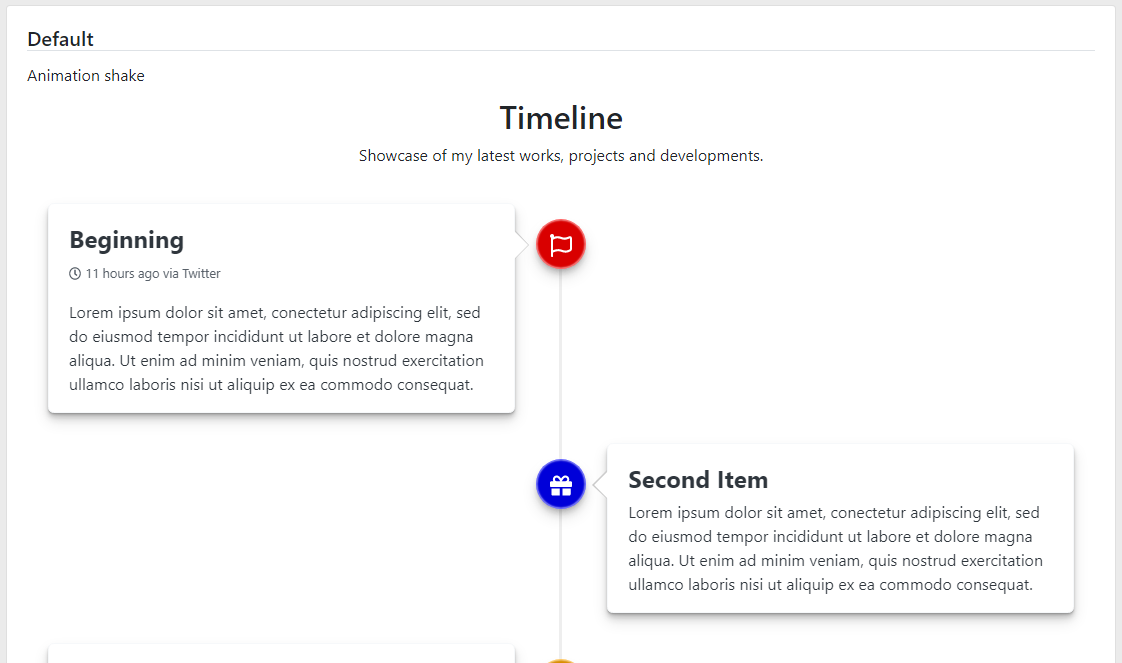 Default
Animation shake
Timeline
Showcase of my latest works, projects and developments.
Beginning
11 hours ago via Twitter
Lorem ipsum dolor sit amet, consectetur adipiscing elit, sed
do eiusmod tempor incididunt ut labore et dolore magna
aliqua. Ut enim ad minim veniam, quis nostrud exercitation
ullamco laboris nisi ut aliquip ex ea commodo consequat.
Second Item
Lorem ipsum dolor sit amet, consectetur adipiscing elit, sed
do eiusmod tempor incididunt ut labore et dolore magna
aliqua. Ut enim ad minim veniam, quis nostrud exercitation
ullamco laboris nisi ut aliquip ex ea commodo consequat.